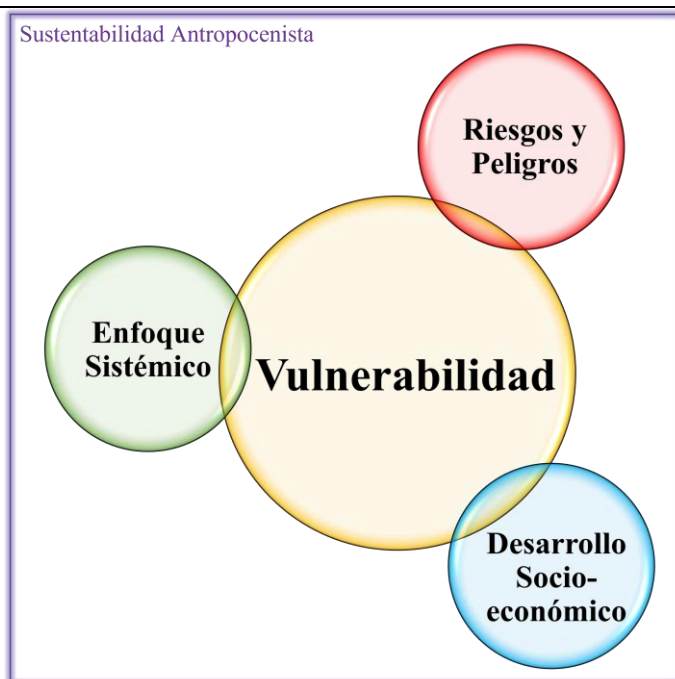 Sustentabilidad Antropocenista
Riesgos y
Peligros
Enfoque
Sistémico
Vulnerabilidad
Desarrollo
Socio-
económico